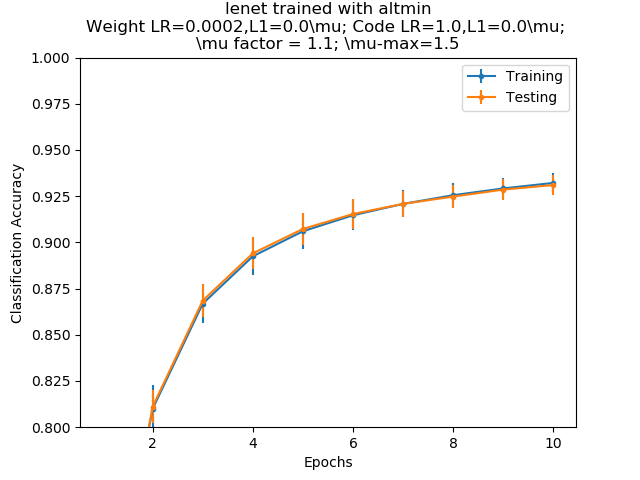 lenet trained with altmin
Weight LR=0.0002,L1=0.0\mu; Code LR=1.0,L1=0.0\mu;
\mu factor = 1.1; \mu-max=1.5
Training
Testing
1.000
0.975
0.950
0.925
0.900
0.875
0.850
0.825
0.800
Classification Accuracy
2 4 6 8 10
Epochs